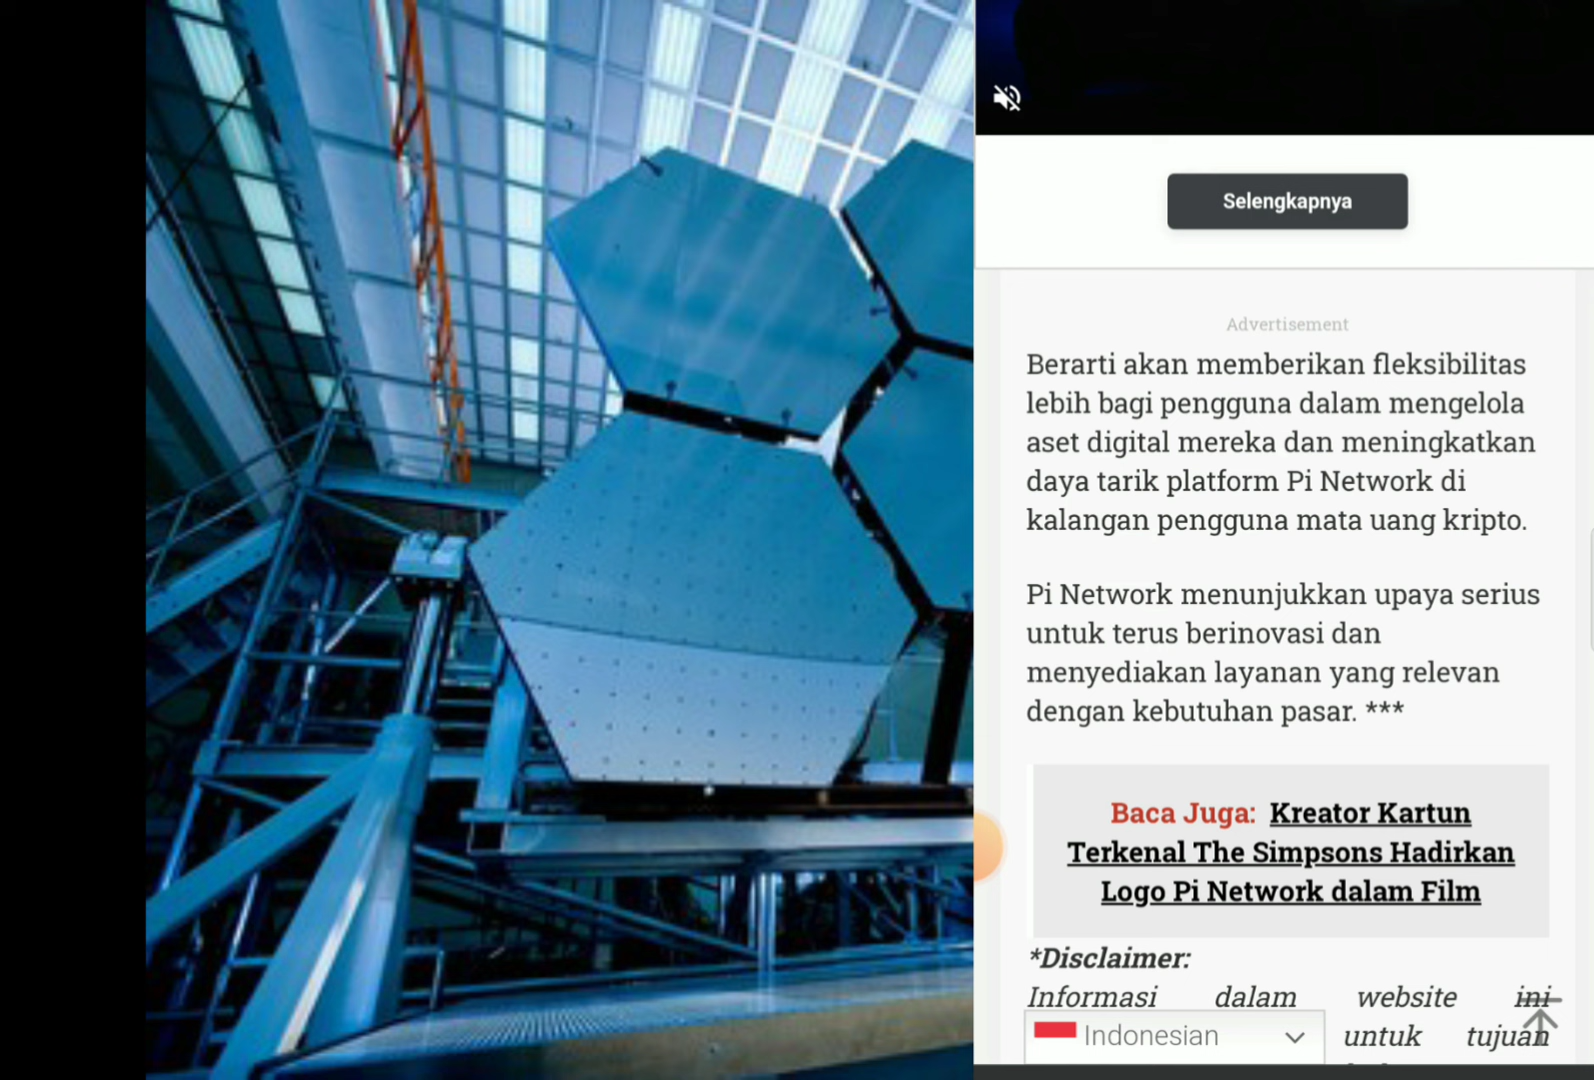 Selengkapnya
Advertisement
Berarti akan memberikan fleksibilitas
lebih bagi pengguna dalam mengelola
aset digital mereka dan meningkatkan
daya tarik platform Pi Network di
kalangan pengguna mata uang kripto.
Pi Network menunjukkan upaya serius
untuk terus berinovasi dan
menyediakan layanan yang relevan
dengan kebutuhan pasar. ***
Baca Juga: Kreator Kartun
Terkenal The Simpsons Hadirkan
Logo Pi Network dalam Film
*Disclaimer:
Informasi dalam website ini
untuk tujuan
Indonesian